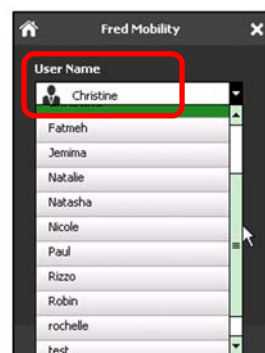 Fred Mobility
User Name
Christine
Fatmeh
Jemima
Natalie
Natasha
Nicole
Paul
Rizzo
Robin
rochelle
test